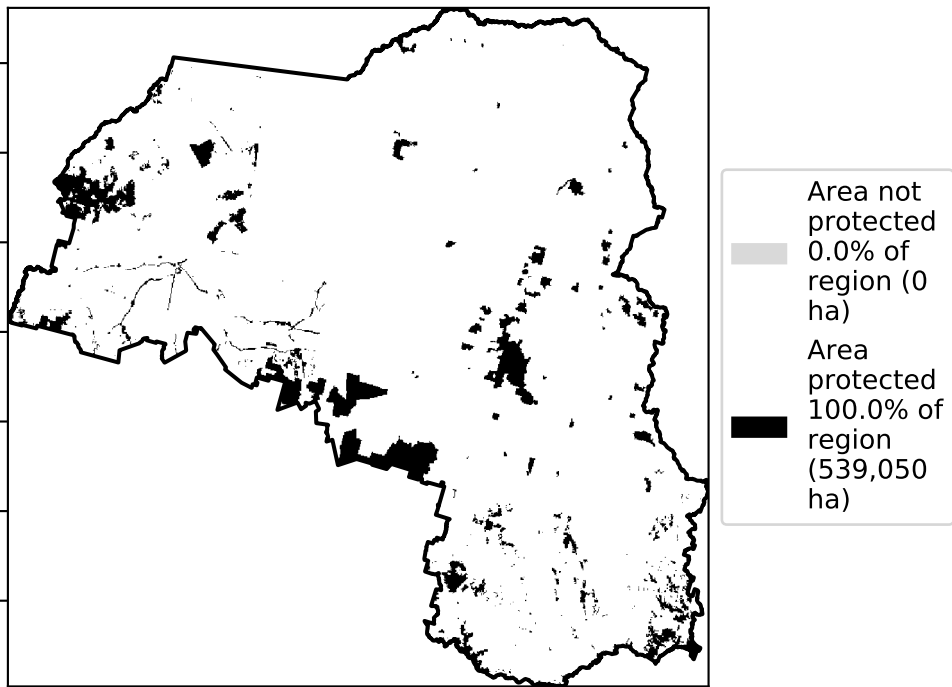 Area not
protected
0.0% of
region (0
ha)
Area
protected
100.0% of
region
(539,050
ha)